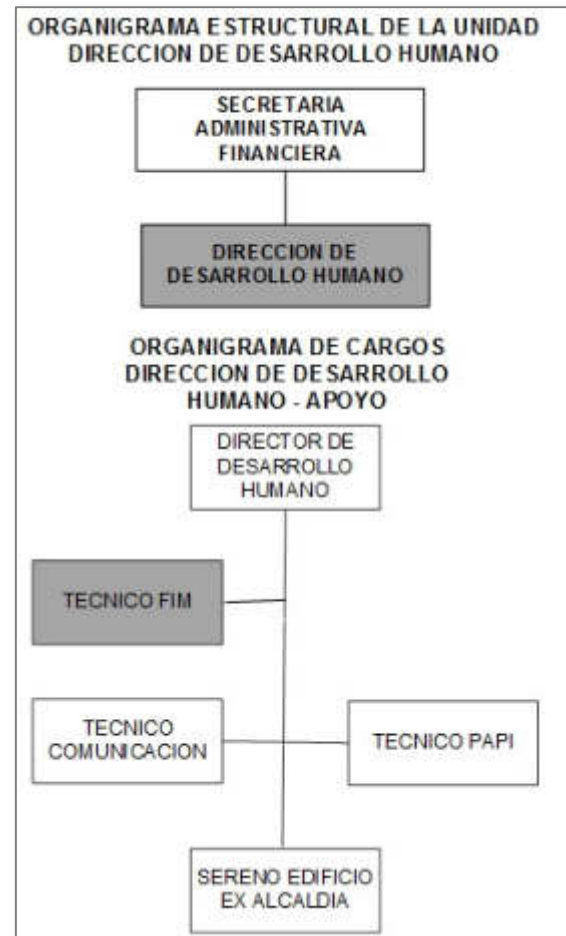 ORGANIGRAMA ESTRUCTURAL DE LA UNIDAD
DIRECCION DE DESARROLLO HUMANO
SECRETARIA
ADMINISTRATIVA
FINANCIERA
DIRECCION DE
DESARROLLO HUMANO
ORGANIGRAMA DE CARGOS
DIRECCION DE DESARROLLO
HUMANO - APOYO
DIRECTOR DE
DESARROLLO
HUMANO
TECNICO FIM
TECNICO
COMUNICACION
TECNICO PAPI
SERENO EDIFICIO
EX ALCALDIA